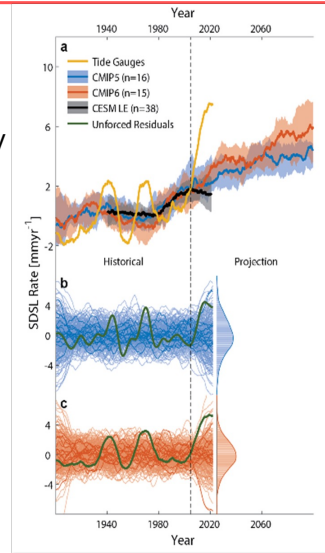 Year
1940 1980 2020 2060
a
Tide Gauges
CMIP5 (n=16)
CMIP6 (n=15)
CESM LE (n=38)
Unforced Residuals
10
6
2
-2
SDSL Rate [mmyr⁻¹]
Historical Projection
b
4
0
-4
c
4
0
-4
1940 1980 2020 2060
Year